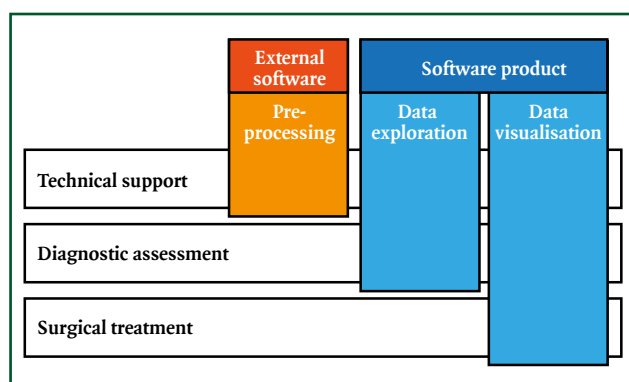 External
software
Software product
Pre-
processing
Data
exploration
Data
visualisation
Technical support
Diagnostic assessment
Surgical treatment